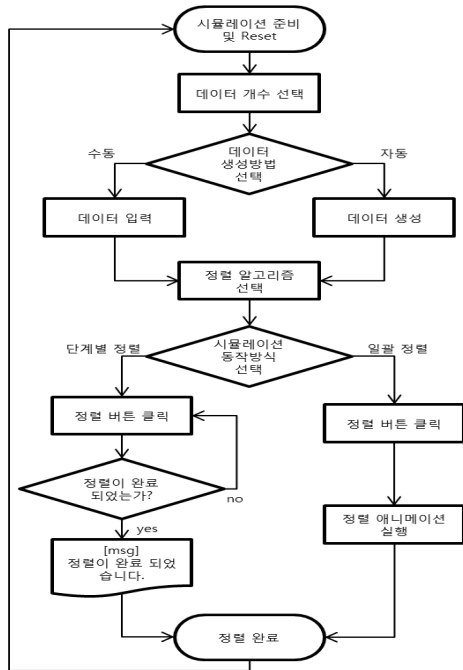 시뮬레이션 준비
및 Reset
데이터 개수 선택
수동
데이터
생성방법
선택
자동
데이터 입력
데이터 생성
정렬 알고리즘
선택
단계별 정렬
시뮬레이션
동작방식
선택
일괄 정렬
정렬 버튼 클릭
정렬 버튼 클릭
정렬이 완료
되었는가?
no
yes
정렬 애니메이션
실행
[msg]
정렬이 완료 되었
습니다.
정렬 완료